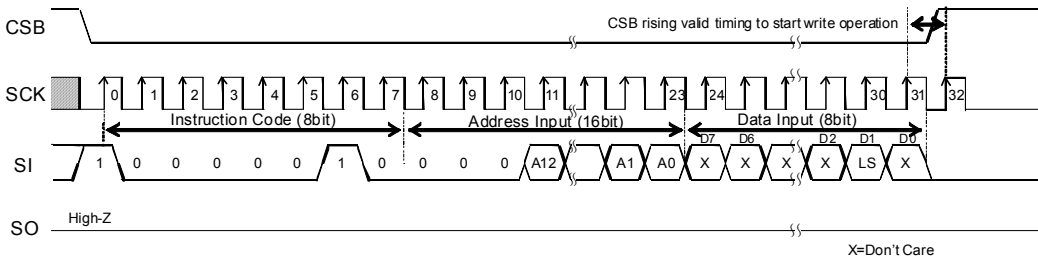 CSB
CSB rising valid timing to start write operation
SCK 0 1 2 3 4 5 6 7 8 9 10 11 23 24 30 31 32
Instruction Code (8bit) Address Input (16bit) Data Input (8bit)
D7 D6 D2 D1 D0
SI 1 0 0 0 0 0 1 0 0 0 0 A12 A1 A0 X X X X LS X
High-Z
SO
X=Don't Care